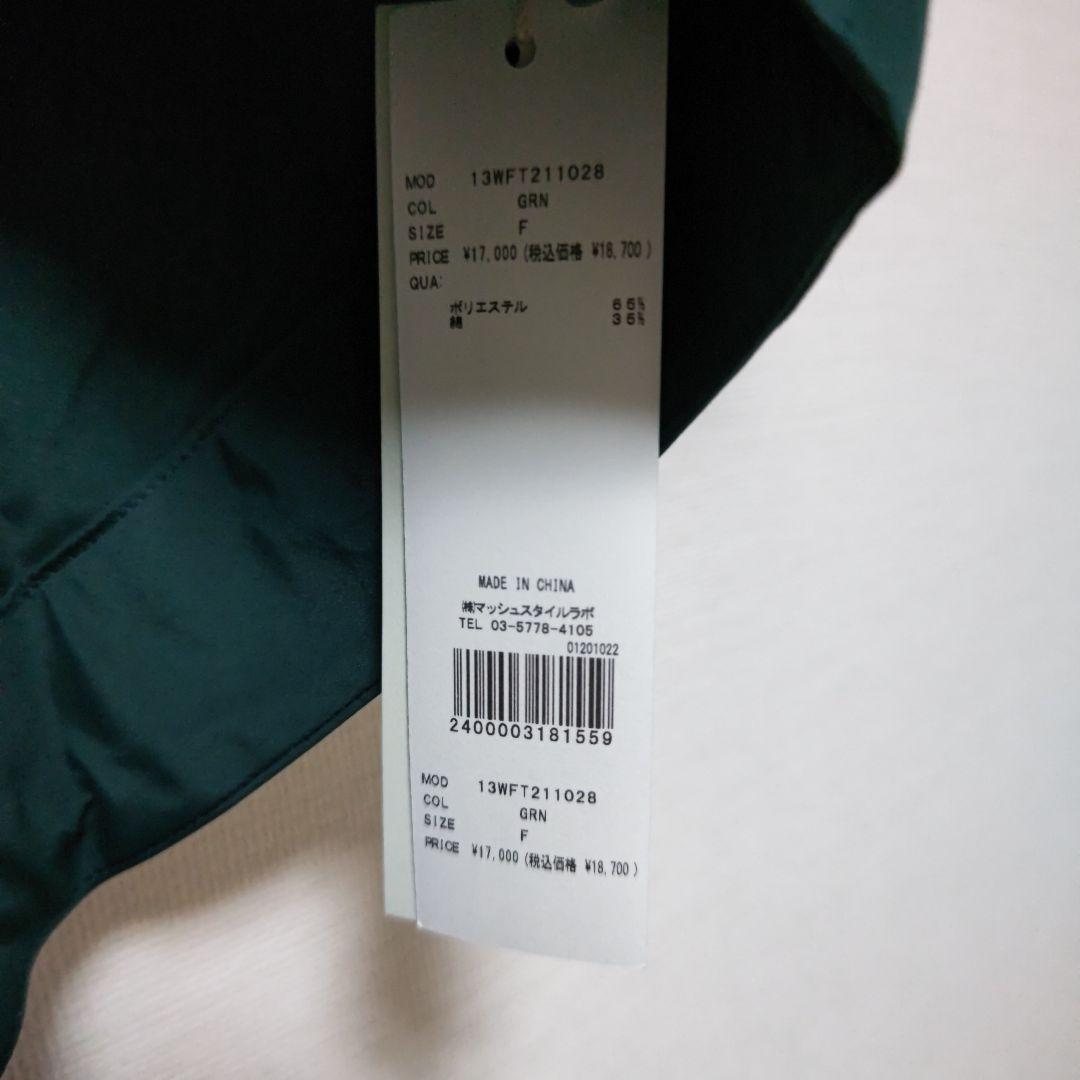 MOD 13WFT211028
COL GRN
SIZE F
PRICE ¥17,000(税込価格 ¥18,700)
QUA:
ポリエステル 65%
綿 35%
MADE IN CHINA
㈱マッシュスタイルラボ
TEL 03-5778-4105
01201022
2400003181559
MOD 13WFT211028
COL GRN
SIZE F
PRICE ¥17,000(税込価格 ¥18,700)